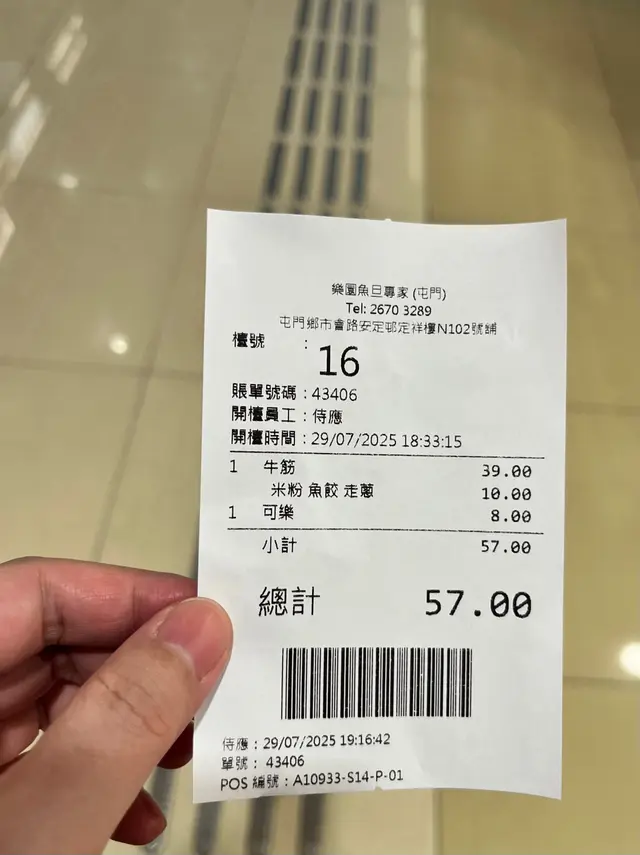 樂園魚旦專家 (屯門)
Tel: 2670 3289
屯門鄉市會路安定邨定祥樓N102號舖
檯號 : 16
賬單號碼 : 43406
開檯員工 : 侍應
開檯時間 : 29/07/2025 18:33:15
1 牛筋 39.00
米粉 魚餃 走蔥 10.00
1 可樂 8.00
小計 57.00
總計 57.00
侍應 : 29/07/2025 19:16:42
單號 : 43406
POS 編號 : A10933-S14-P-01